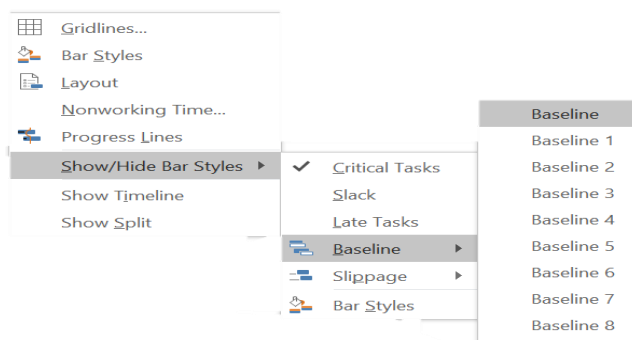 Gridlines...
Bar Styles
Layout
Nonworking Time...
Progress Lines
Show/Hide Bar Styles
Show Timeline
Show Split
Critical Tasks
Slack
Late Tasks
Baseline
Slippage
Bar Styles
Baseline
Baseline 1
Baseline 2
Baseline 3
Baseline 4
Baseline 5
Baseline 6
Baseline 7
Baseline 8